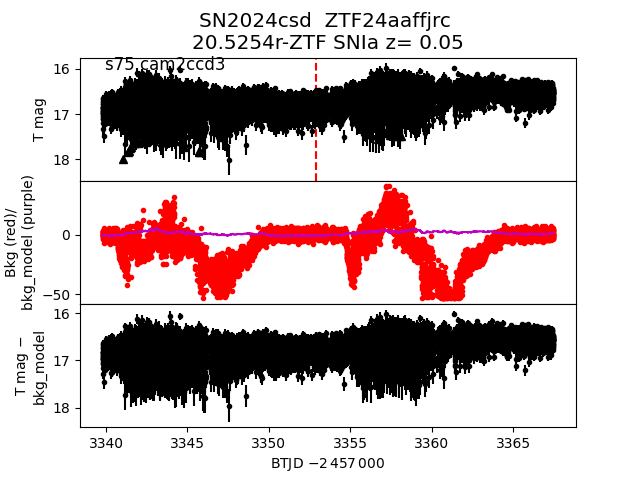 SN2024csd  ZTF24aaffjrc
20.5254r-ZTF SNIa z= 0.05
s75 cam2ccd3
16
17
18
T mag
0
−50
Bkg (red)/
bkg_model (purple)
16
17
18
T mag −
bkg_model
3340 3345 3350 3355 3360 3365
BTJD −2 457 000